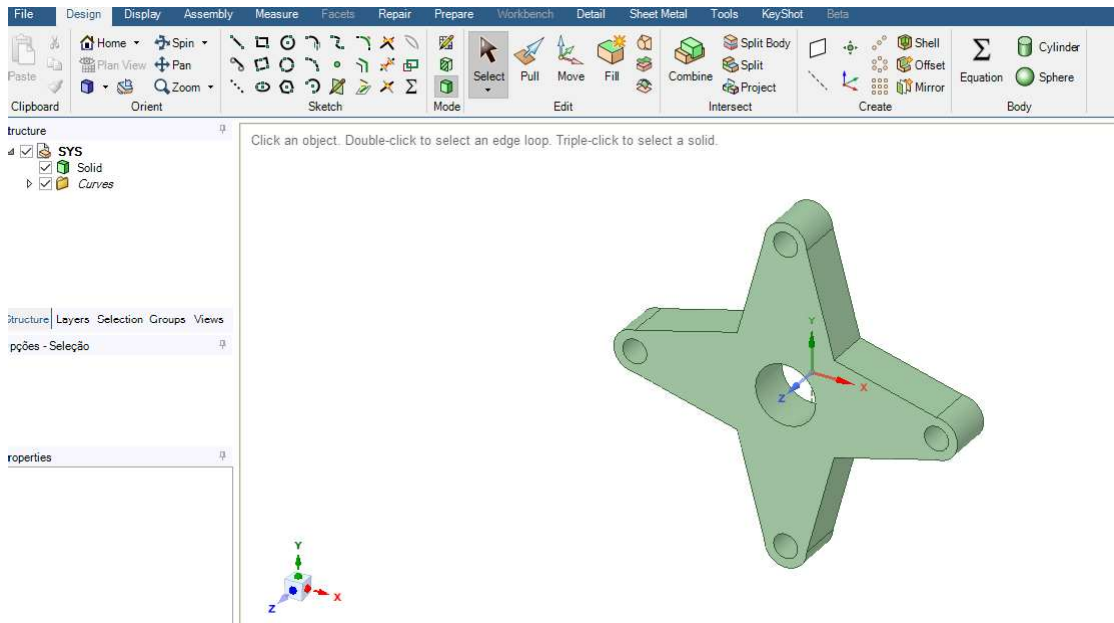 File Design Display Assembly Measure Facets Repair Prepare Workbench Detail Sheet Metal Tools KeyShot Beta
Home Spin
Plan View Pan
Zoom
Paste
Select Pull Move Fill
Combine
Split Body
Split
Project
Shell
Offset
Mirror
Equation
Cylinder
Sphere
Clipboard Orient Sketch Mode Edit Intersect Create Body
tructure
SYS
Solid
Curves
Click an object. Double-click to select an edge loop. Triple-click to select a solid.
Structure Layers Selection Groups Views
pções - Seleção
roperties
Y
X
Z
Y
X
Z